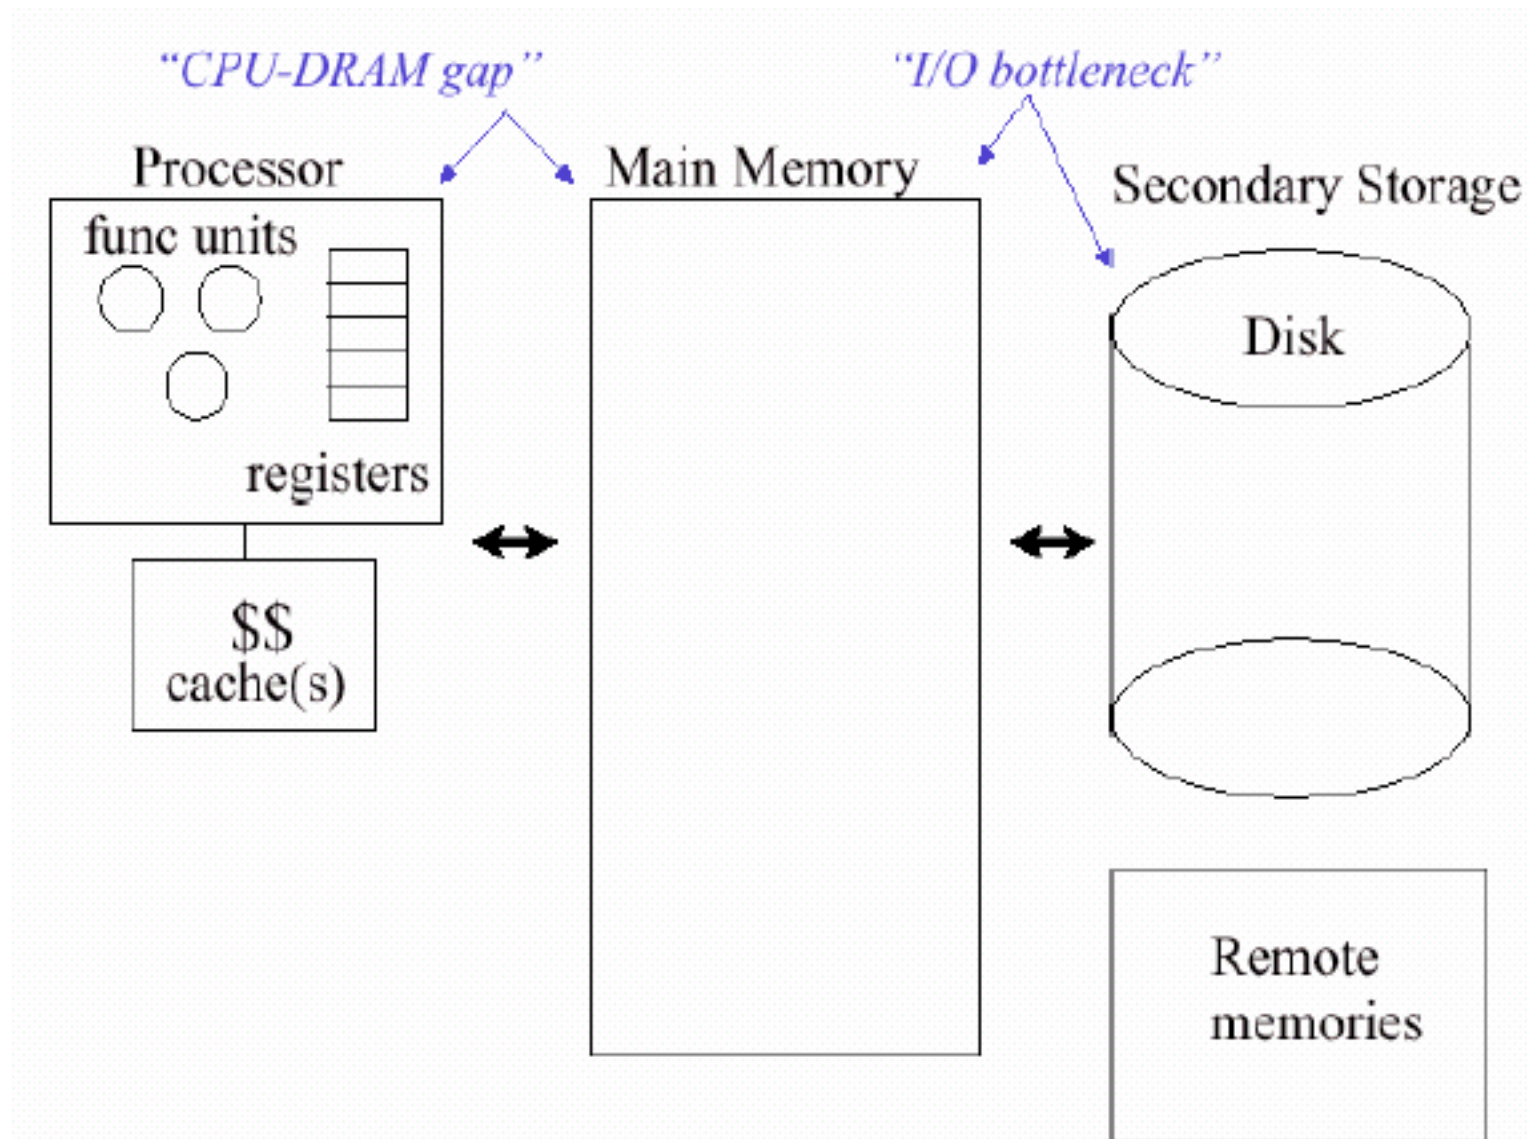 “CPU-DRAM gap”
“I/O bottleneck”
Processor
Main Memory
Secondary Storage
func units
registers
$$
cache(s)
Disk
Remote
memories